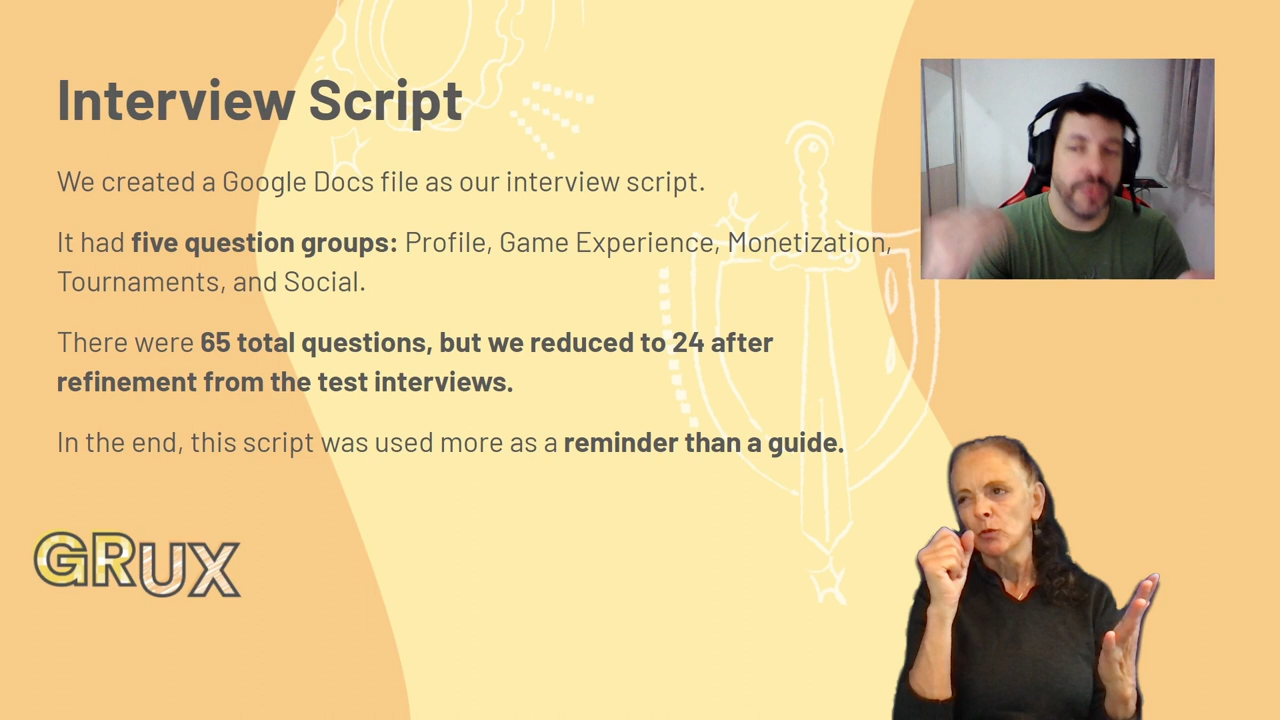 Interview Script
We created a Google Docs file as our interview script.
It had five question groups: Profile, Game Experience, Monetization,
Tournaments, and Social.
There were 65 total questions, but we reduced to 24 after
refinement from the test interviews.
In the end, this script was used more as a reminder than a guide.
GRUX